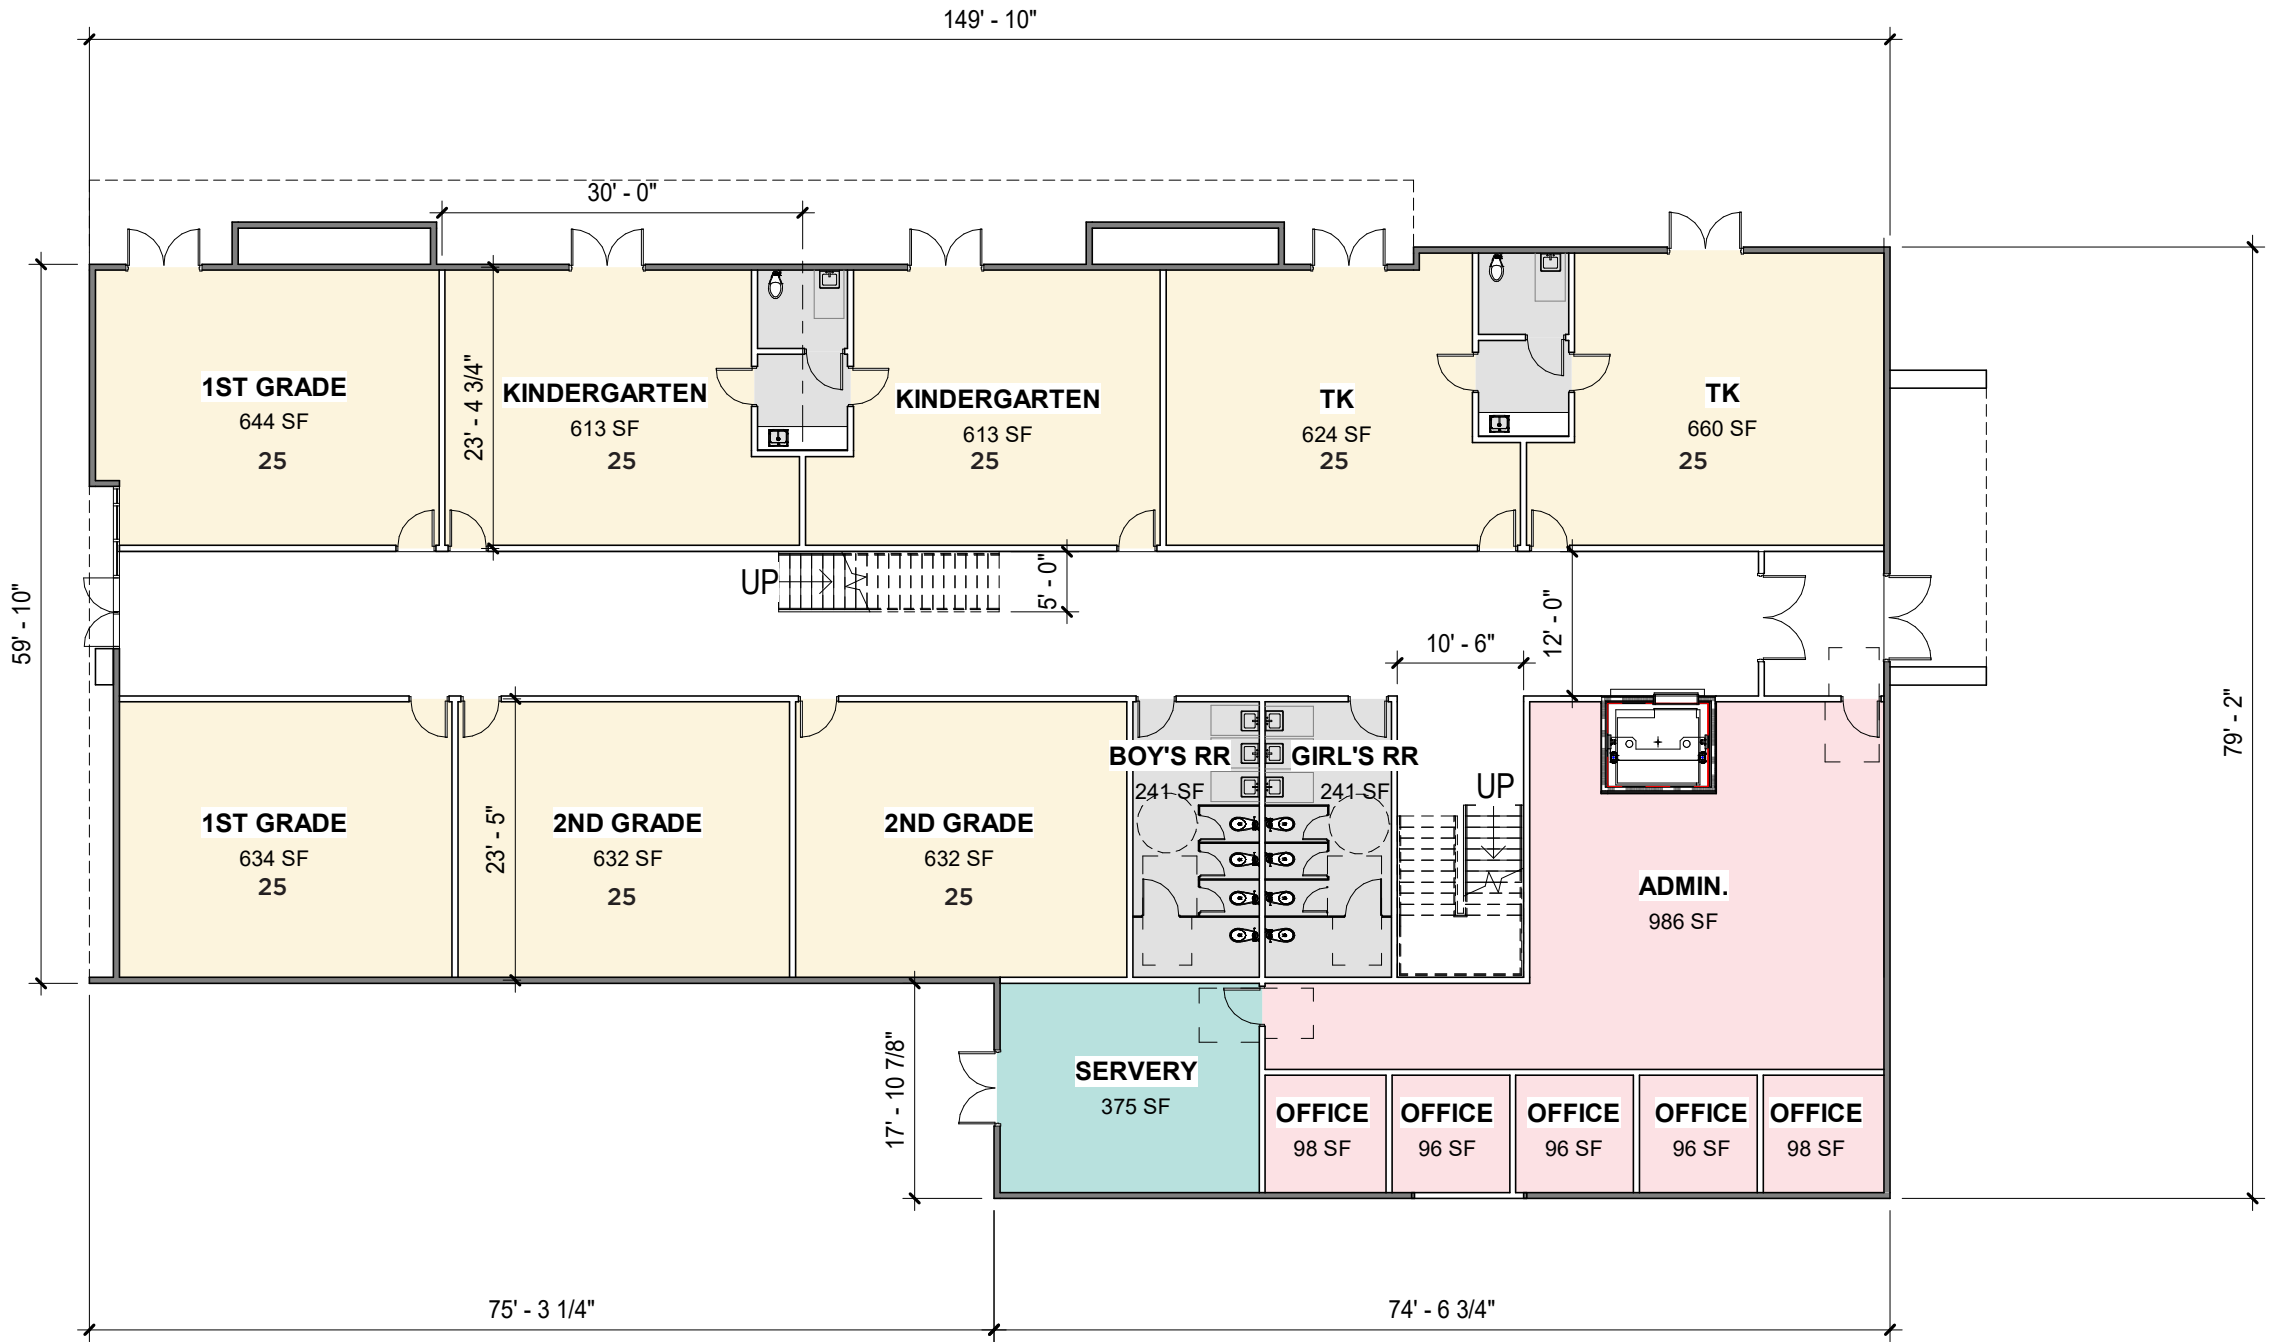 149' - 10"
30' - 0"
1ST GRADE
644 SF
25
KINDERGARTEN
613 SF
25
KINDERGARTEN
613 SF
25
TK
624 SF
25
TK
660 SF
25
23' - 4 3/4"
59' - 10"
UP
5' - 0"
10' - 6"
12' - 0"
79' - 2"
1ST GRADE
634 SF
25
23' - 5"
2ND GRADE
632 SF
25
2ND GRADE
632 SF
25
BOY'S RR
241 SF
GIRL'S RR
241 SF
UP
ADMIN.
986 SF
17' - 10 7/8"
SERVERY
375 SF
OFFICE
98 SF
OFFICE
96 SF
OFFICE
96 SF
OFFICE
96 SF
OFFICE
98 SF
75' - 3 1/4"
74' - 6 3/4"